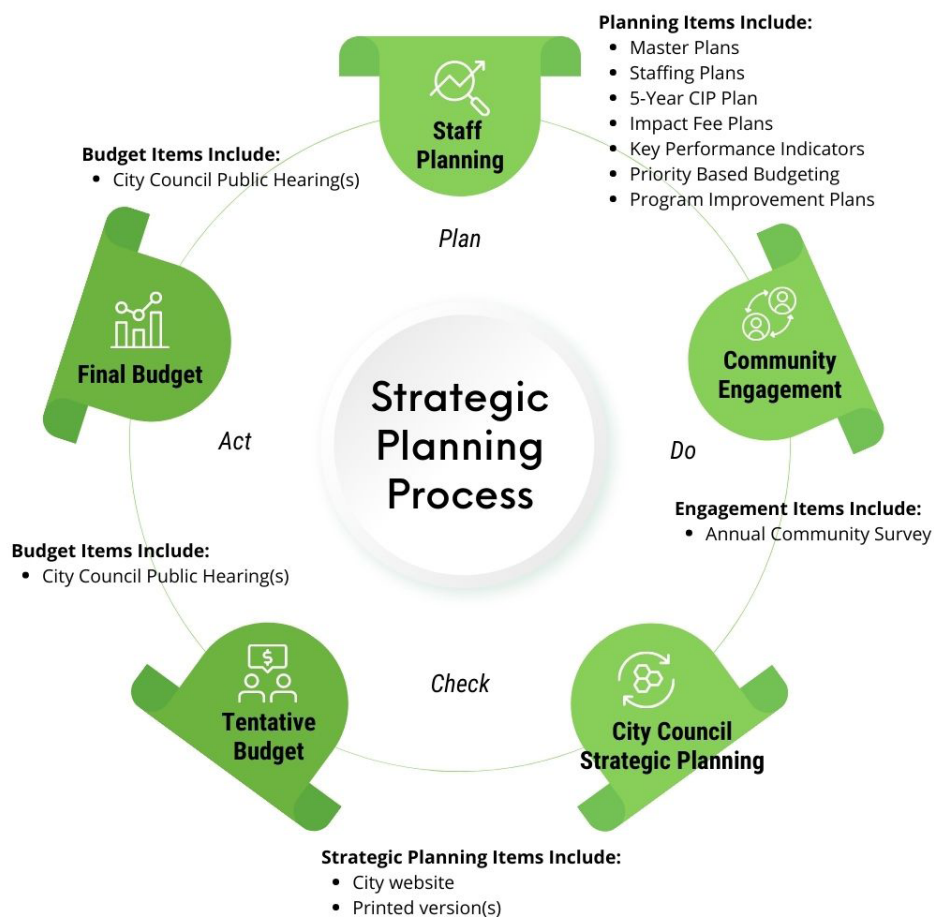 Planning Items Include:
• Master Plans
• Staffing Plans
• 5-Year CIP Plan
• Impact Fee Plans
• Key Performance Indicators
• Priority Based Budgeting
• Program Improvement Plans
Staff
Planning
Plan
Community
Engagement
Do
Engagement Items Include:
• Annual Community Survey
City Council
Strategic Planning
Strategic Planning Items Include:
• City website
• Printed version(s)
Check
Tentative
Budget
Budget Items Include:
• City Council Public Hearing(s)
Act
Final Budget
Budget Items Include:
• City Council Public Hearing(s)
Strategic
Planning
Process
$